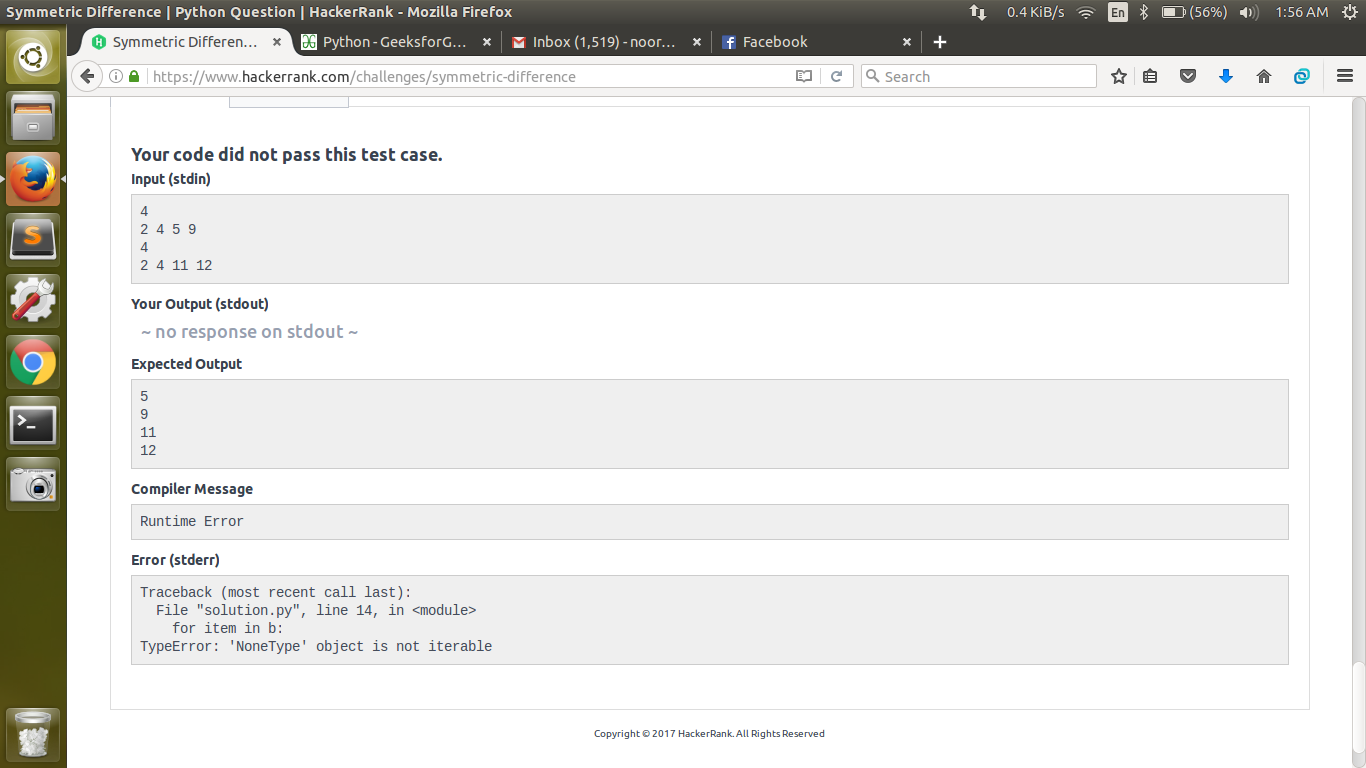 Symmetric Difference | Python Question | HackerRank - Mozilla Firefox
0.4 KiB/s En (56%) 1:56 AM
Symmetric Differen... × Python - GeeksforG... × Inbox (1,519) - noor... × Facebook × +
https://www.hackerrank.com/challenges/symmetric-difference Search
Your code did not pass this test case.
Input (stdin)
4
2 4 5 9
4
2 4 11 12
Your Output (stdout)
~ no response on stdout ~
Expected Output
5
9
11
12
Compiler Message
Runtime Error
Error (stderr)
Traceback (most recent call last):
  File "solution.py", line 14, in <module>
    for item in b:
TypeError: 'NoneType' object is not iterable
Copyright © 2017 HackerRank. All Rights Reserved